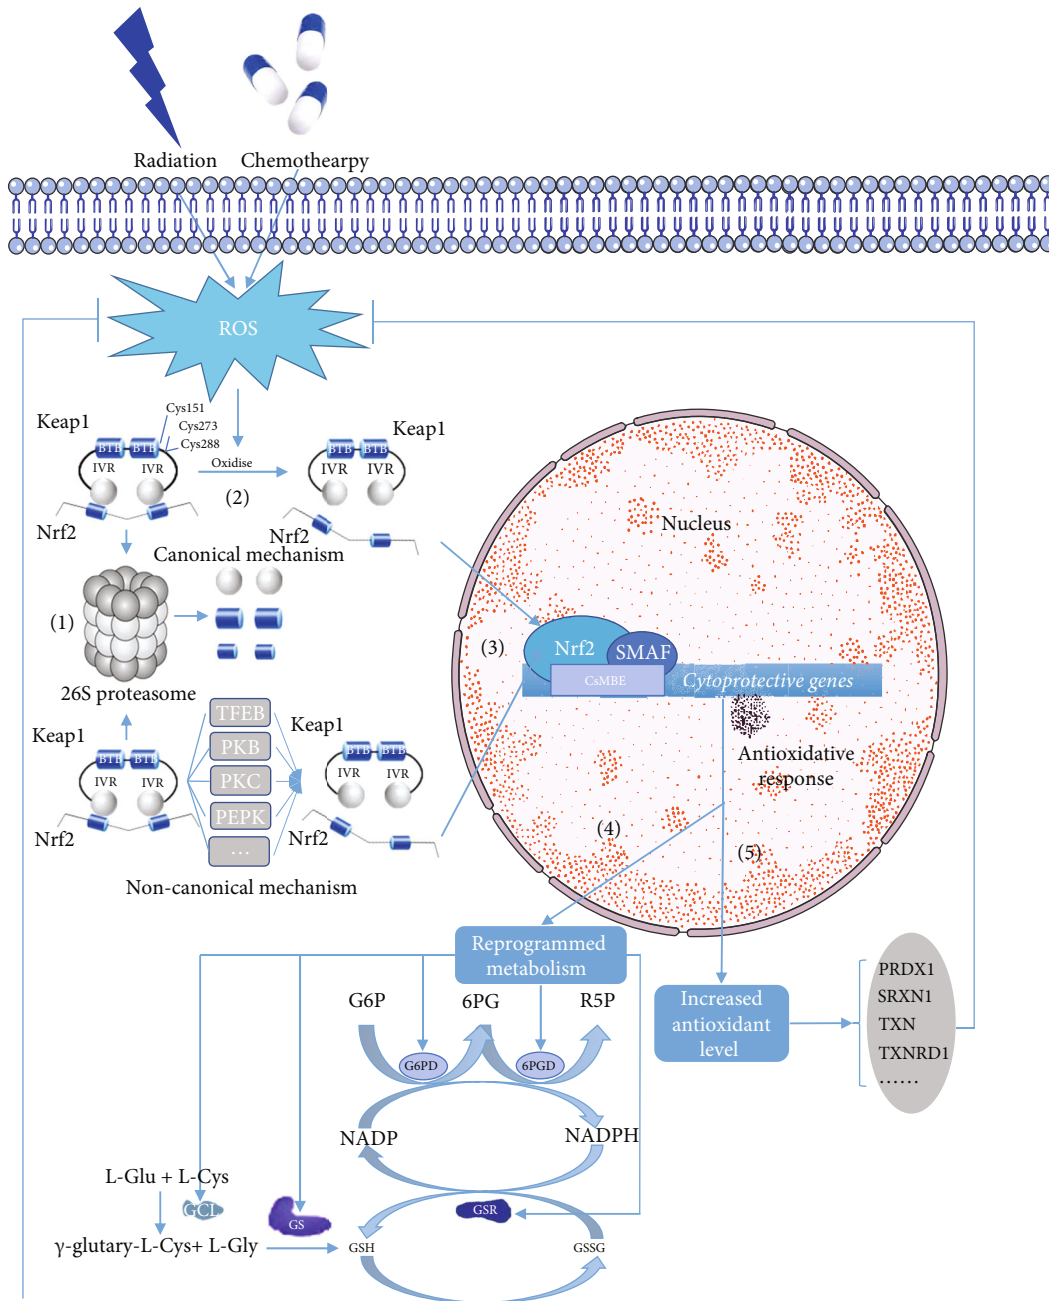 Radiation
Chemothearpy
ROS
Keap1
Cys151
Cys273
Cys288
BTB
BTB
IVR
IVR
Nrf2
Oxidise
(2)
Keap1
BTB
BTB
IVR
IVR
Nrf2
Canonical mechanism
(1)
26S proteasome
Keap1
BTB
BTB
IVR
IVR
Nrf2
TFEB
PKB
PKC
PEPK
...
Keap1
BTB
BTB
IVR
IVR
Nrf2
Non-canonical mechanism
Nucleus
(3)
Nrf2
SMAF
CsMBE
Cytoprotective genes
Antioxidative
response
(4)
(5)
Reprogrammed
metabolism
Increased
antioxidant
level
PRDX1
SRXN1
TXN
TXNRD1
......
G6P
6PG
R5P
G6PD
6PGD
NADP
NADPH
L-Glu + L-Cys
GCL
GS
GSR
γ-glutary-L-Cys+ L-Gly
GSH
GSSG